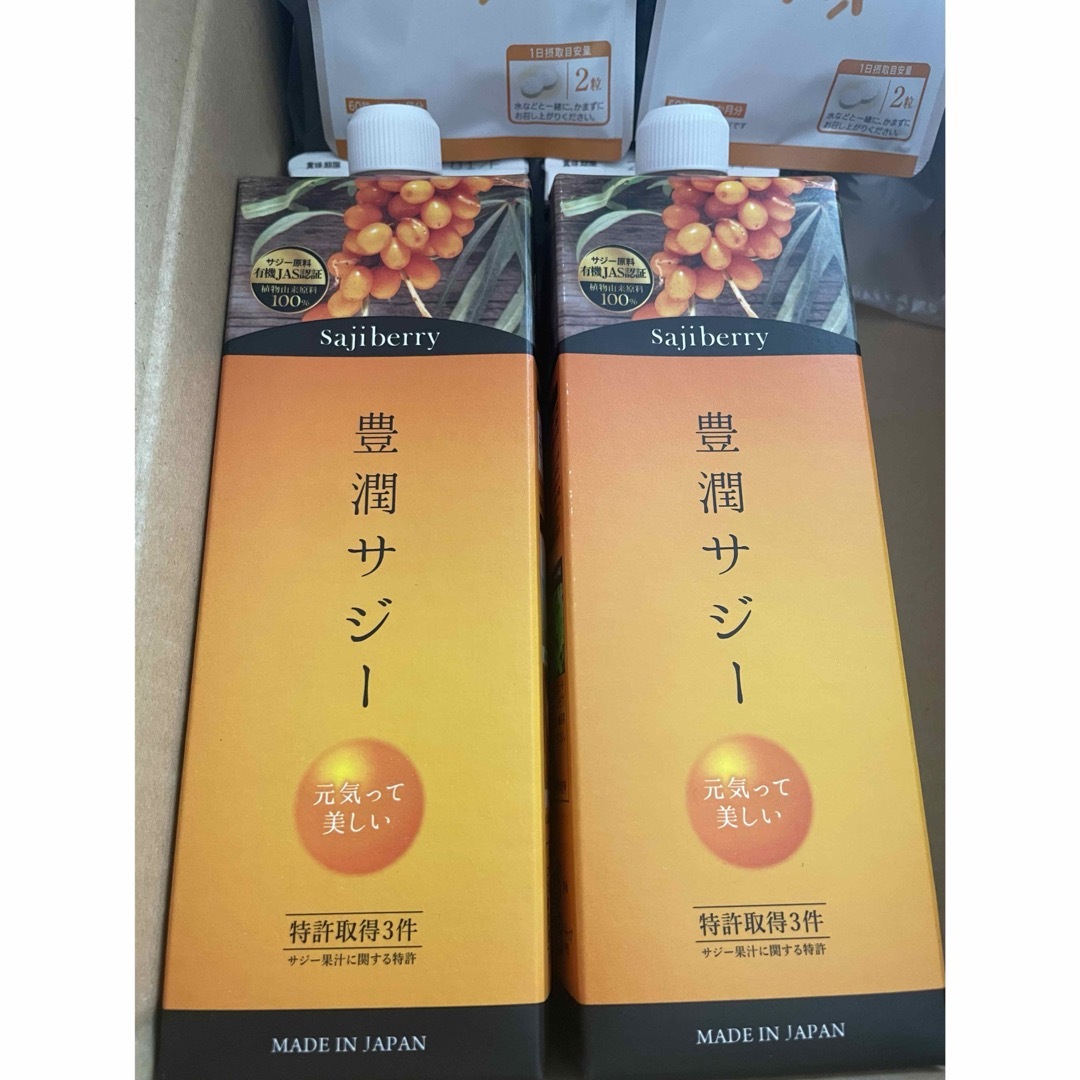 1日摂取目安量
2粒
水などと一緒に、かまずに
お召し上がりください。
1日摂取目安量
2粒
水などと一緒に、かまずに
お召し上がりください。
賞味期限
サジー原料
有機JAS認証
植物由来原料
100%
sajiberry
豊潤サジー
元気って
美しい
特許取得3件
サジー果汁に関する特許
MADE IN JAPAN
サジー原料
有機JAS認証
植物由来原料
100%
sajiberry
豊潤サジー
元気って
美しい
特許取得3件
サジー果汁に関する特許
MADE IN JAPAN